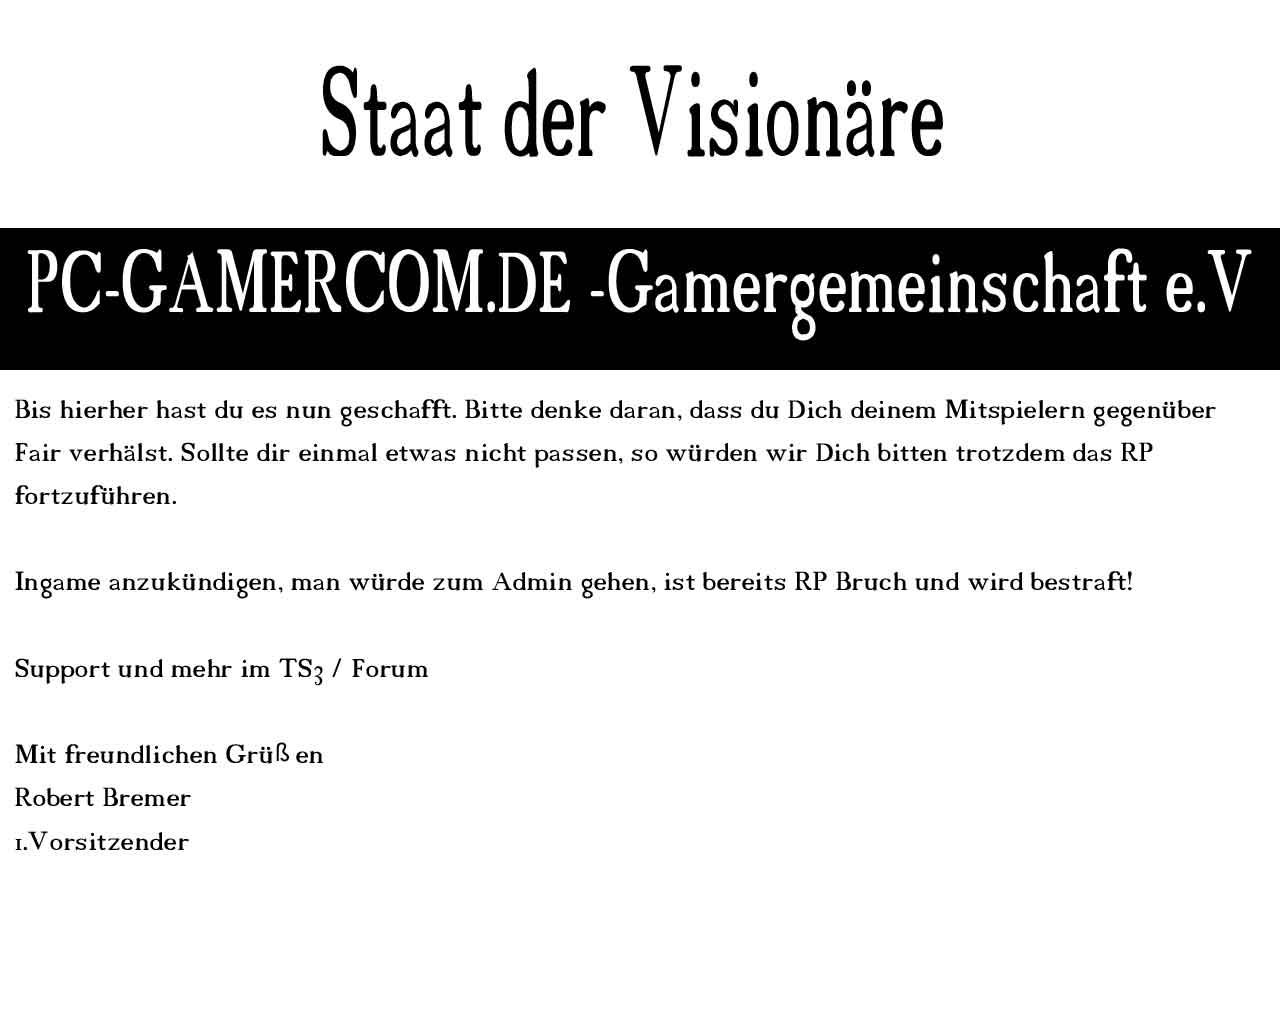 Staat der Visionäre
PC-GAMERCOM.DE -Gamergemeinschaft e.V
Bis hierher hast du es nun geschafft. Bitte denke daran, dass du Dich deinem Mitspielern gegenüber
Fair verhälst. Sollte dir einmal etwas nicht passen, so würden wir Dich bitten trotzdem das RP
fortzuführen.
Ingame anzukündigen, man würde zum Admin gehen, ist bereits RP Bruch und wird bestraft!
Support und mehr im TS3 / Forum
Mit freundlichen Grüßen
Robert Bremer
1.Vorsitzender